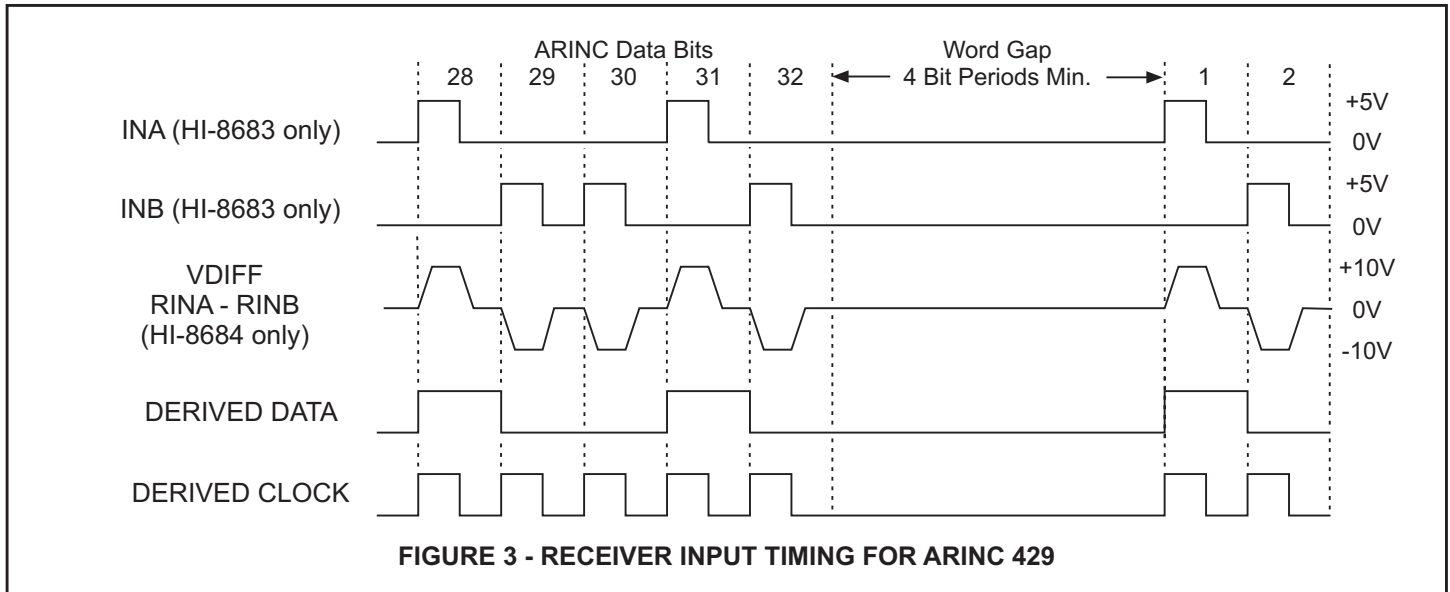 ARINC Data Bits
Word Gap
28 29 30 31 32 4 Bit Periods Min. 1 2
INA (HI-8683 only)
+5V
0V
INB (HI-8683 only)
+5V
0V
VDIFF
RINA - RINB
(HI-8684 only)
+10V
0V
-10V
DERIVED DATA
DERIVED CLOCK
FIGURE 3 - RECEIVER INPUT TIMING FOR ARINC 429